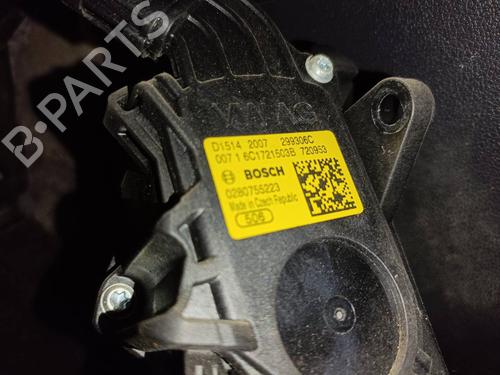 B-PARTS
D1514 2007 299306C
007 1 6C1721503B 720953
BOSCH
0280755223
Made in Czech Republic
506